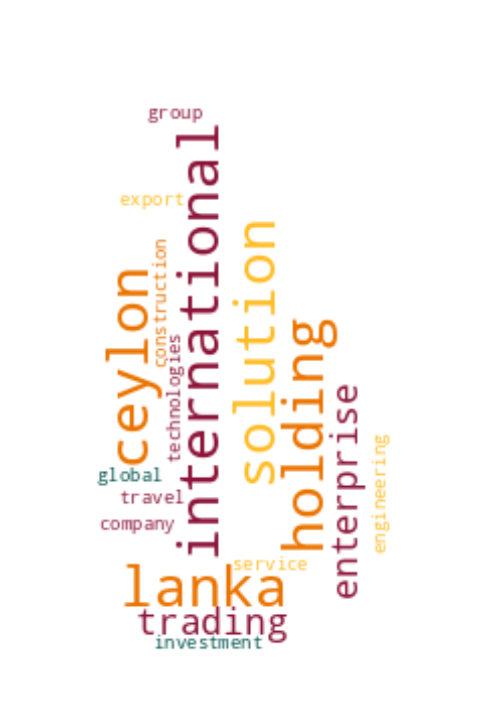 group
international
export
solution
construction
ceylon
holding
technologies
enterprise
engineering
global
travel
company
service
lanka
trading
investment